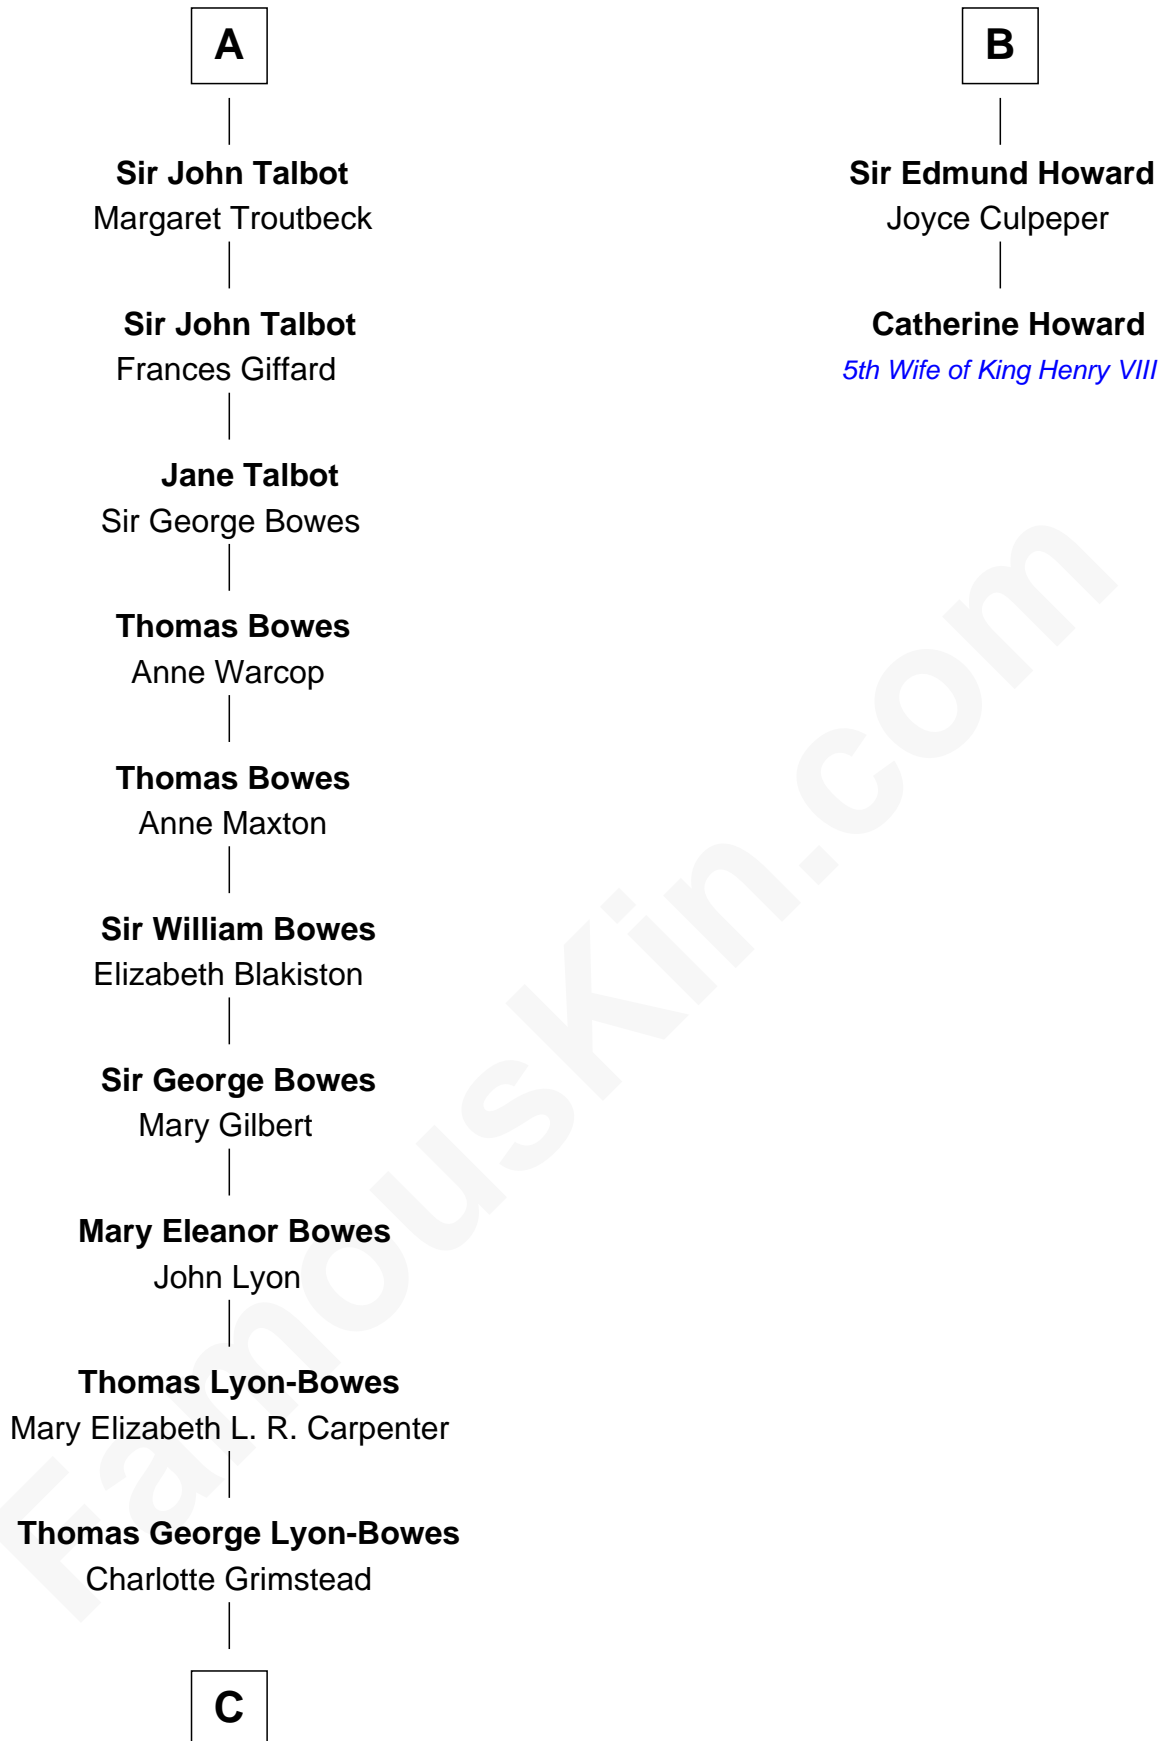 A
Sir John Talbot
Margaret Troutbeck
Sir John Talbot
Frances Giffard
Jane Talbot
Sir George Bowes
Thomas Bowes
Anne Warcop
Thomas Bowes
Anne Maxton
Sir William Bowes
Elizabeth Blakiston
Sir George Bowes
Mary Gilbert
Mary Eleanor Bowes
John Lyon
Thomas Lyon-Bowes
Mary Elizabeth L. R. Carpenter
Thomas George Lyon-Bowes
Charlotte Grimstead
C
B
Sir Edmund Howard
Joyce Culpeper
Catherine Howard
5th Wife of King Henry VIII
FamousKin.com